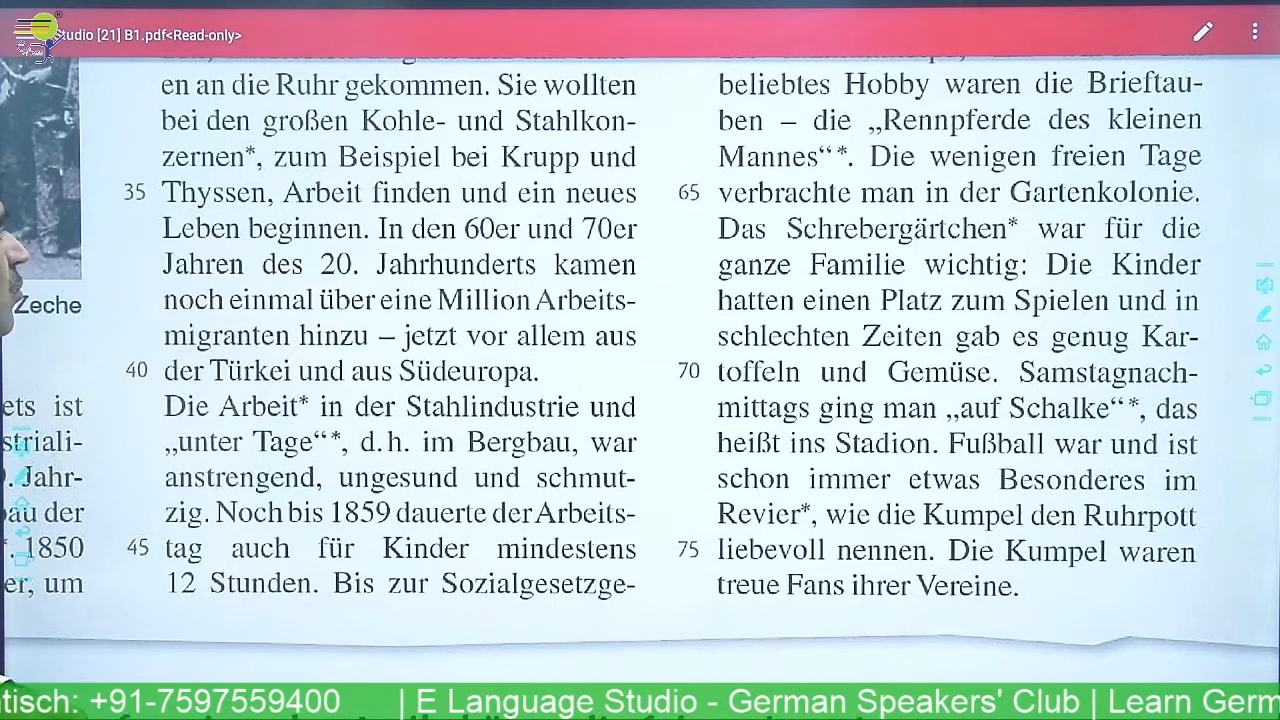 studio [21] B1.pdf<Read-only>
en an die Ruhr gekommen. Sie wollten
bei den großen Kohle- und Stahlkon-
zernen*, zum Beispiel bei Krupp und
35 Thyssen, Arbeit finden und ein neues
Leben beginnen. In den 60er und 70er
Jahren des 20. Jahrhunderts kamen
noch einmal über eine Million Arbeits-
migranten hinzu – jetzt vor allem aus
40 der Türkei und aus Südeuropa.
Die Arbeit* in der Stahlindustrie und
„unter Tage“*, d. h. im Bergbau, war
anstrengend, ungesund und schmut-
zig. Noch bis 1859 dauerte der Arbeits-
45 tag auch für Kinder mindestens
12 Stunden. Bis zur Sozialgesetzge-
beliebtes Hobby waren die Brieftau-
ben – die „Rennpferde des kleinen
Mannes“*. Die wenigen freien Tage
65 verbrachte man in der Gartenkolonie.
Das Schrebergärtchen* war für die
ganze Familie wichtig: Die Kinder
hatten einen Platz zum Spielen und in
schlechten Zeiten gab es genug Kar-
70 toffeln und Gemüse. Samstagnach-
mittags ging man „auf Schalke“*, das
heißt ins Stadion. Fußball war und ist
schon immer etwas Besonderes im
Revier*, wie die Kumpel den Ruhrpott
75 liebevoll nennen. Die Kumpel waren
treue Fans ihrer Vereine.
Zeche
ets ist
striali-
. Jahr-
au der
*. 1850
er, um
tisch: +91-7597559400 | E Language Studio - German Speakers' Club | Learn Germ